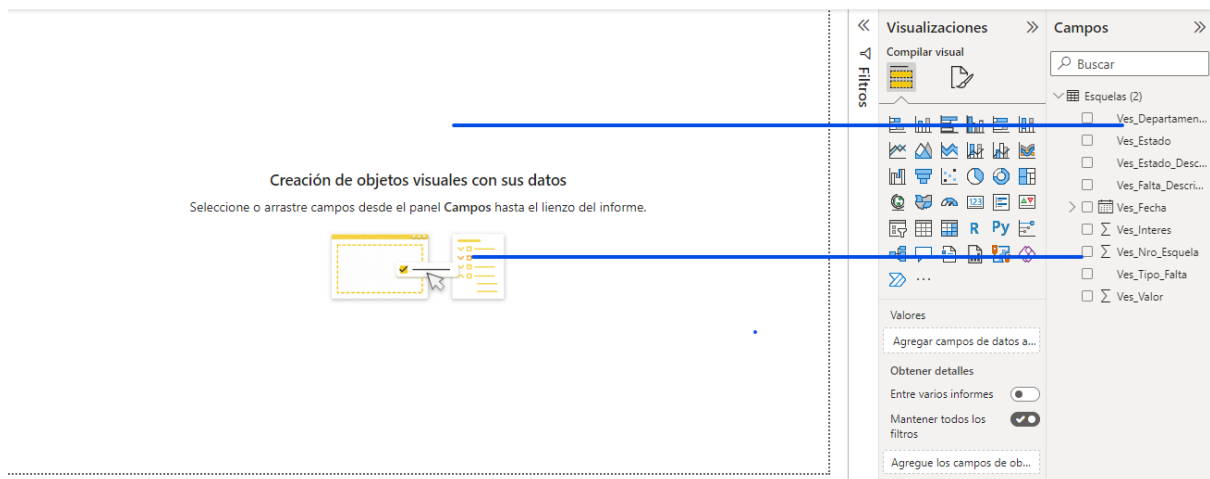 Creación de objetos visuales con sus datos
Seleccione o arrastre campos desde el panel Campos hasta el lienzo del informe.
Filtros
Visualizaciones
Compilar visual
123
R
Py
...
Valores
Agregar campos de datos a...
Obtener detalles
Entre varios informes
Mantener todos los
filtros
Agregue los campos de ob...
Campos
Buscar
Esquelas (2)
Ves_Departamen...
Ves_Estado
Ves_Estado_Desc...
Ves_Falta_Descri...
Ves_Fecha
∑ Ves_Interes
∑ Ves_Nro_Esquela
Ves_Tipo_Falta
∑ Ves_Valor